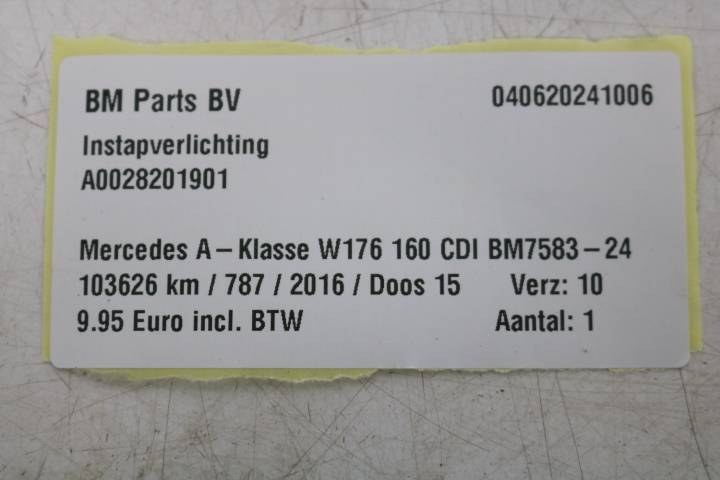 BM Parts BV 040620241006
Instapverlichting
A0028201901
Mercedes A-Klasse W176 160 CDI BM7583-24
103626 km / 787 / 2016 / Doos 15 Verz: 10
9.95 Euro incl. BTW Aantal: 1